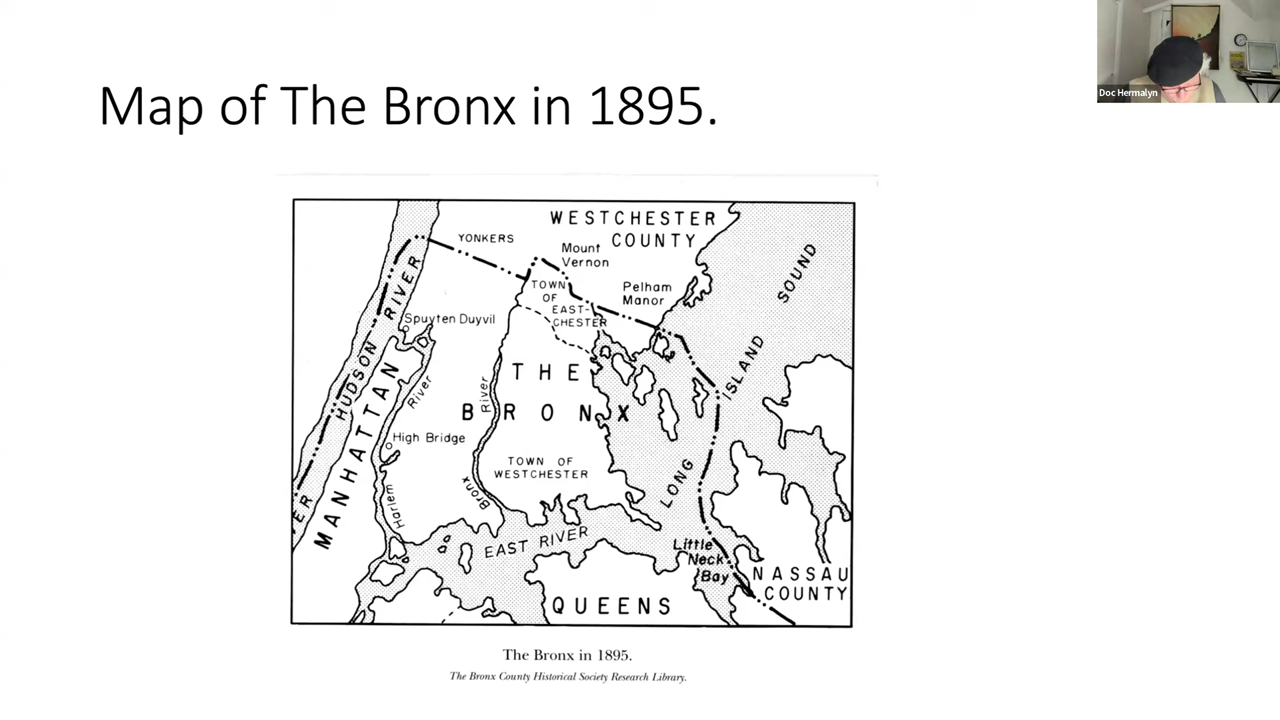 Map of The Bronx in 1895.
Doc Hermalyn
WESTCHESTER
COUNTY
YONKERS
Mount
Vernon
TOWN
OF
EAST-
CHESTER
Pelham
Manor
HUDSON RIVER
Spuyten Duyvil
LONG ISLAND SOUND
THE
BRONX
MANHATTAN
Harlem River
High Bridge
Bronx River
TOWN OF
WESTCHESTER
ER
EAST RIVER
Little
Neck
Bay
NASSAU
COUNTY
QUEENS
The Bronx in 1895.
The Bronx County Historical Society Research Library.